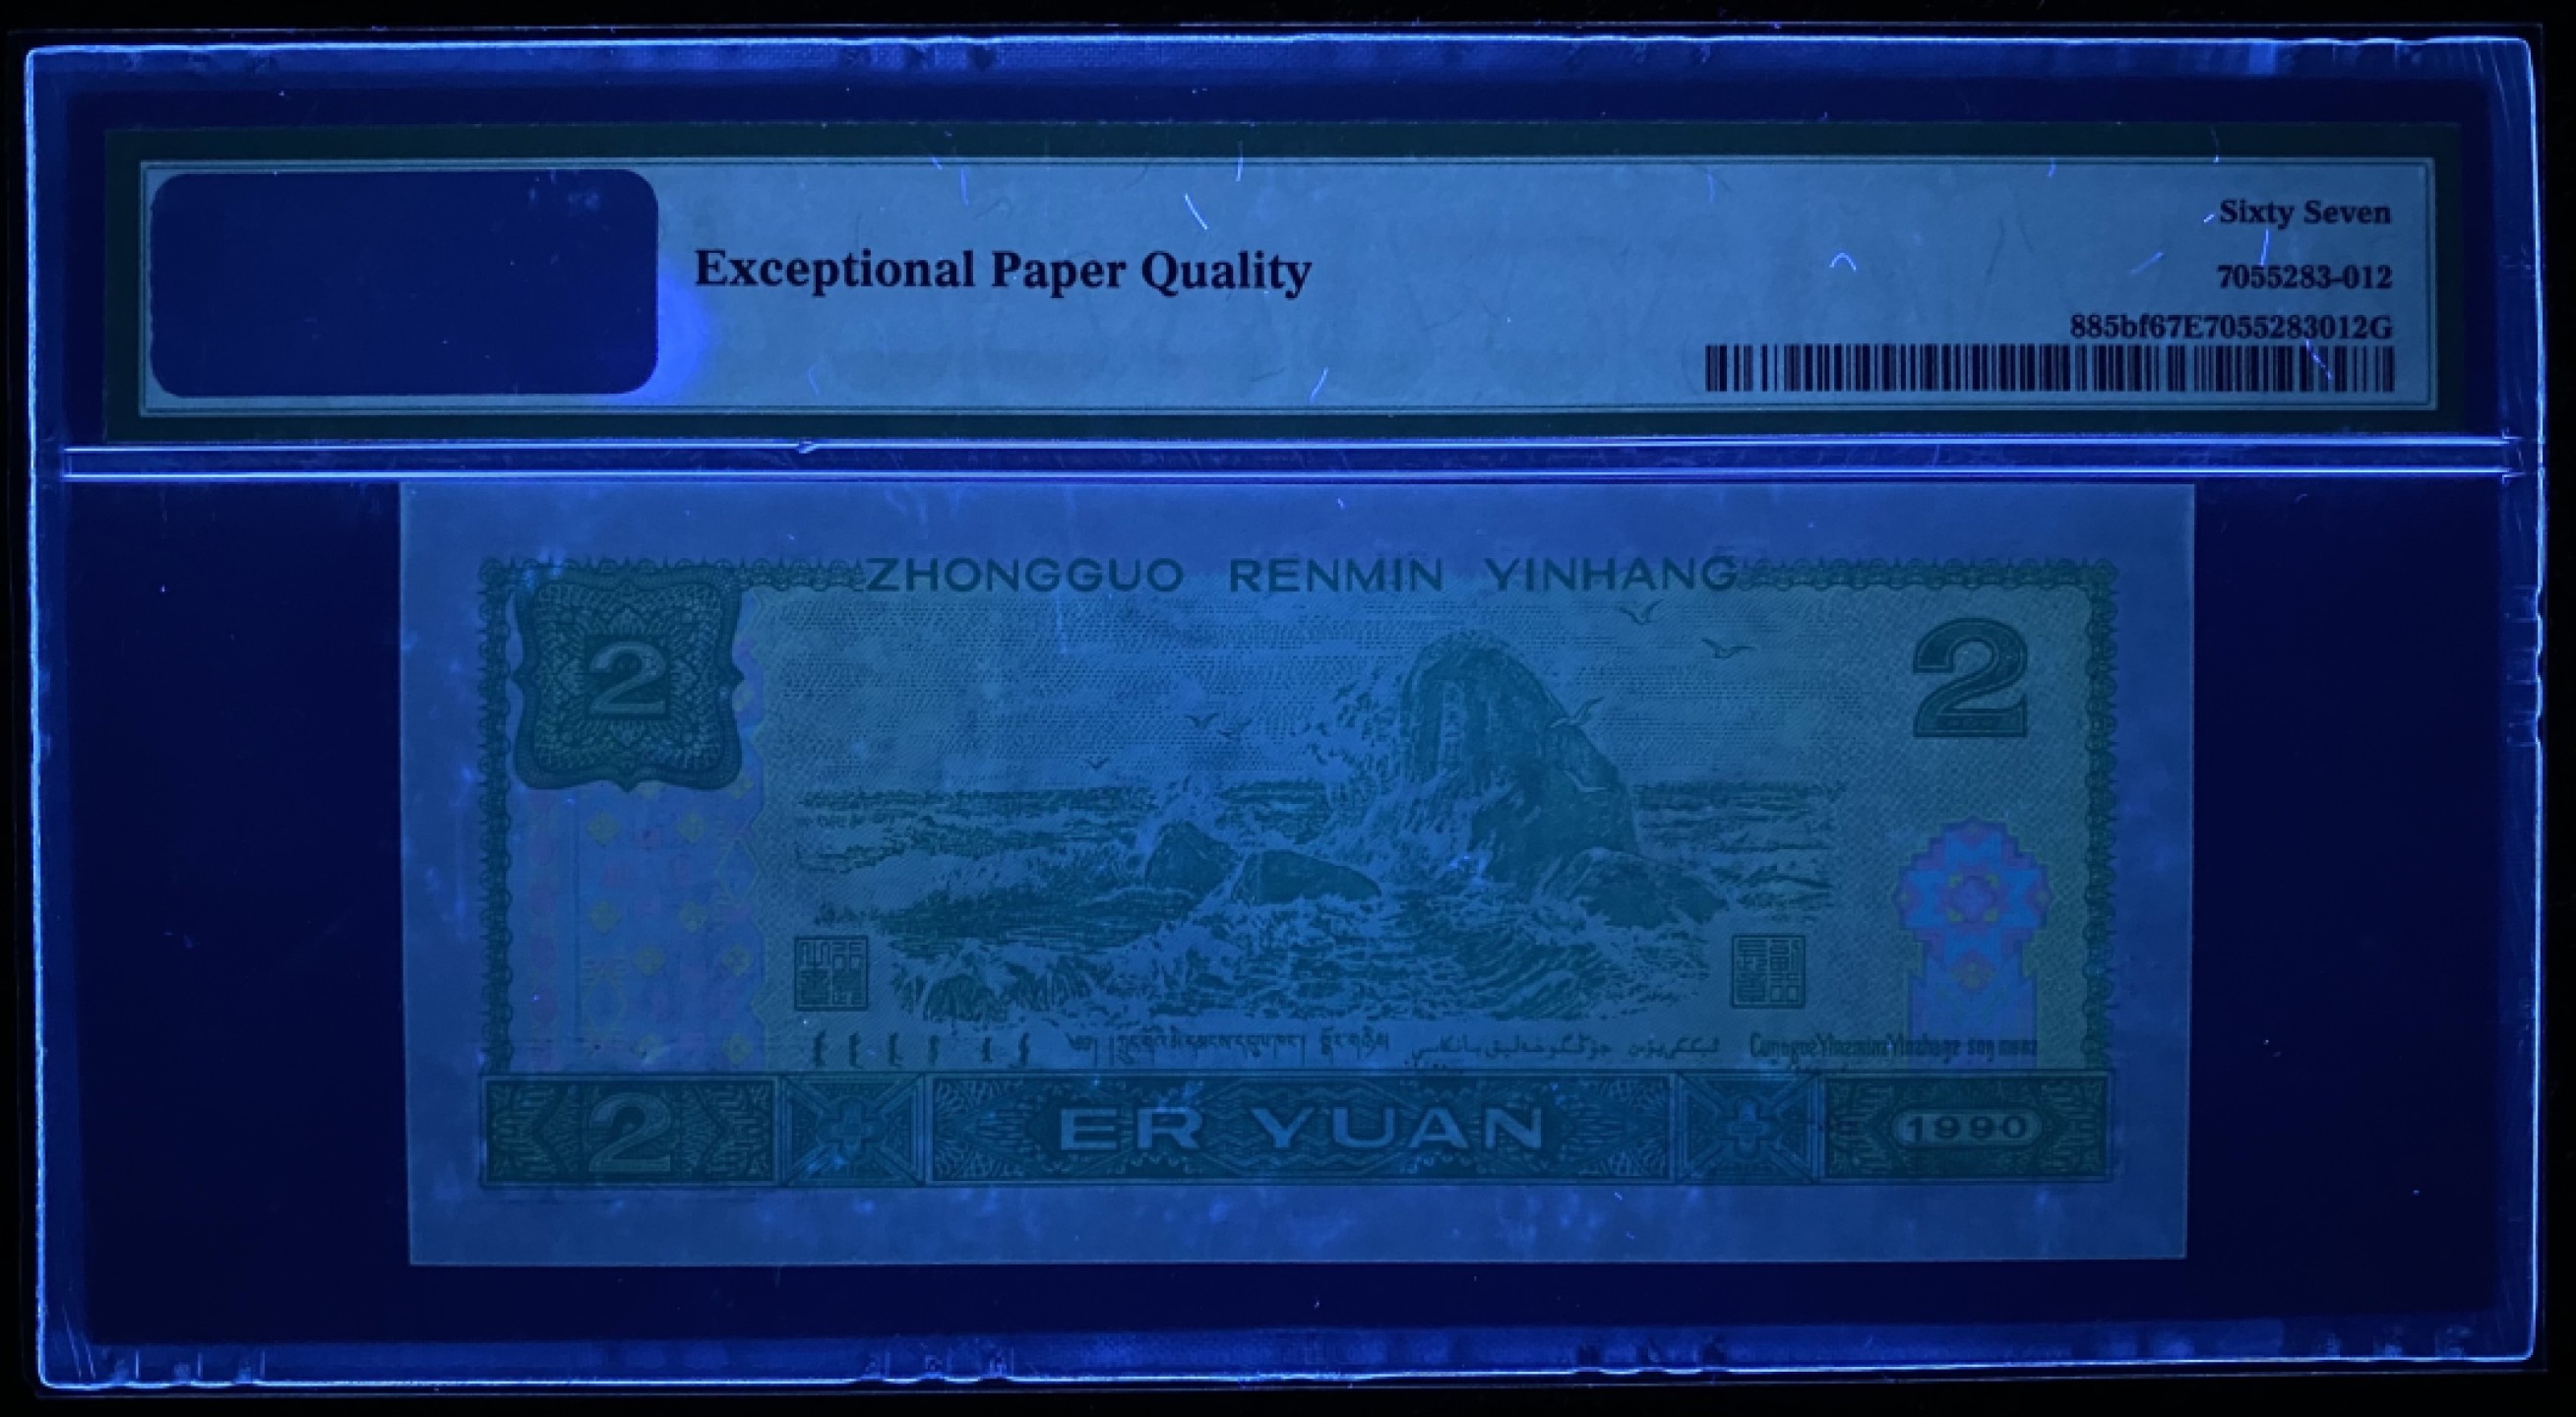 Sixty Seven
Exceptional Paper Quality
7055283-012
885bf67E7055283012G
ZHONGGUO RENMIN YINHANG
2
2
2
ER YUAN
1990